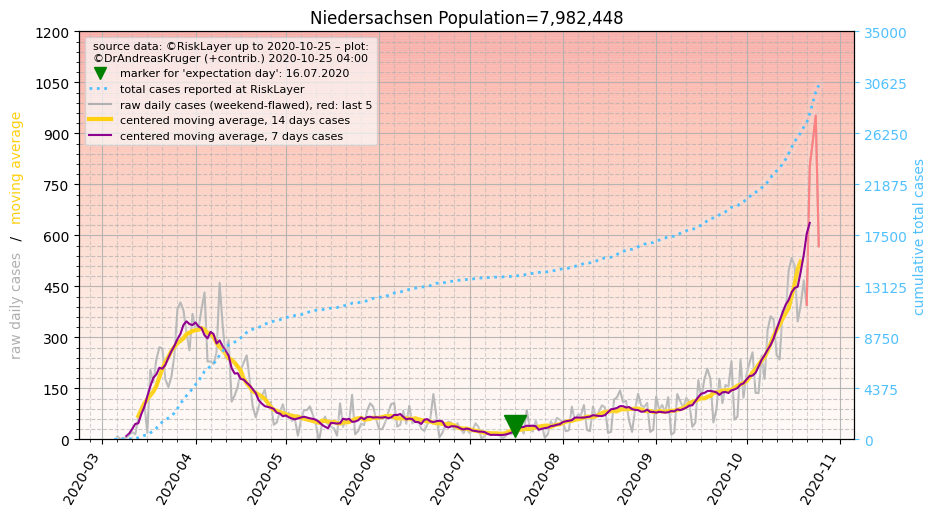 Niedersachsen Population=7,982,448
source data: ©RiskLayer up to 2020-10-25 – plot:
©DrAndreasKruger (+contrib.) 2020-10-25 04:00
marker for 'expectation day': 16.07.2020
total cases reported at RiskLayer
raw daily cases (weekend-flawed), red: last 5
centered moving average, 14 days cases
centered moving average, 7 days cases
raw daily cases / moving average
1200
1050
900
750
600
450
300
150
0
35000
30625
26250
21875
17500
13125
8750
4375
0
cumulative total cases
2020-03
2020-04
2020-05
2020-06
2020-07
2020-08
2020-09
2020-10
2020-11